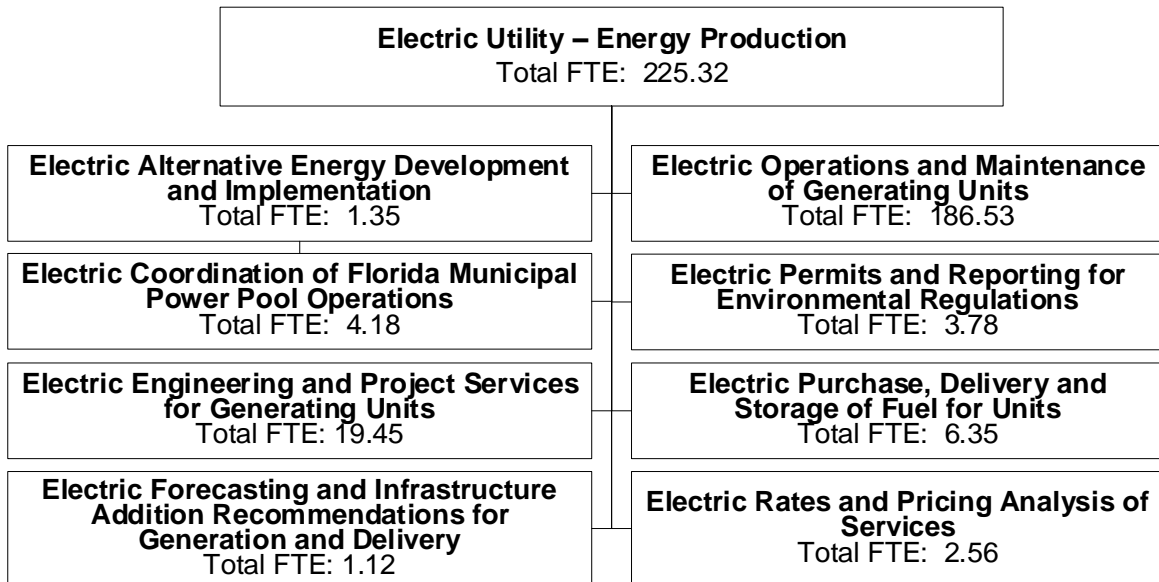 Electric Utility – Energy Production
Total FTE: 225.32
Electric Alternative Energy Development
and Implementation
Total FTE: 1.35
Electric Operations and Maintenance
of Generating Units
Total FTE: 186.53
Electric Coordination of Florida Municipal
Power Pool Operations
Total FTE: 4.18
Electric Permits and Reporting for
Environmental Regulations
Total FTE: 3.78
Electric Engineering and Project Services
for Generating Units
Total FTE: 19.45
Electric Purchase, Delivery and
Storage of Fuel for Units
Total FTE: 6.35
Electric Forecasting and Infrastructure
Addition Recommendations for
Generation and Delivery
Total FTE: 1.12
Electric Rates and Pricing Analysis of
Services
Total FTE: 2.56